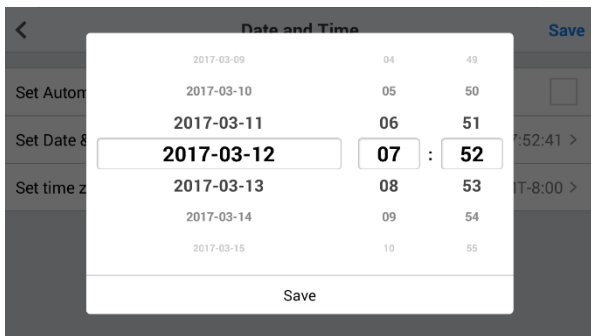 Date and Time
Save
2017-03-09 04 49
2017-03-10 05 50
Set Autom
2017-03-11 06 51
Set Date &
2017-03-12 07 : 52
7:52:41 >
2017-03-13 08 53
Set time z
T-8:00 >
2017-03-14 09 54
2017-03-15 10 55
Save